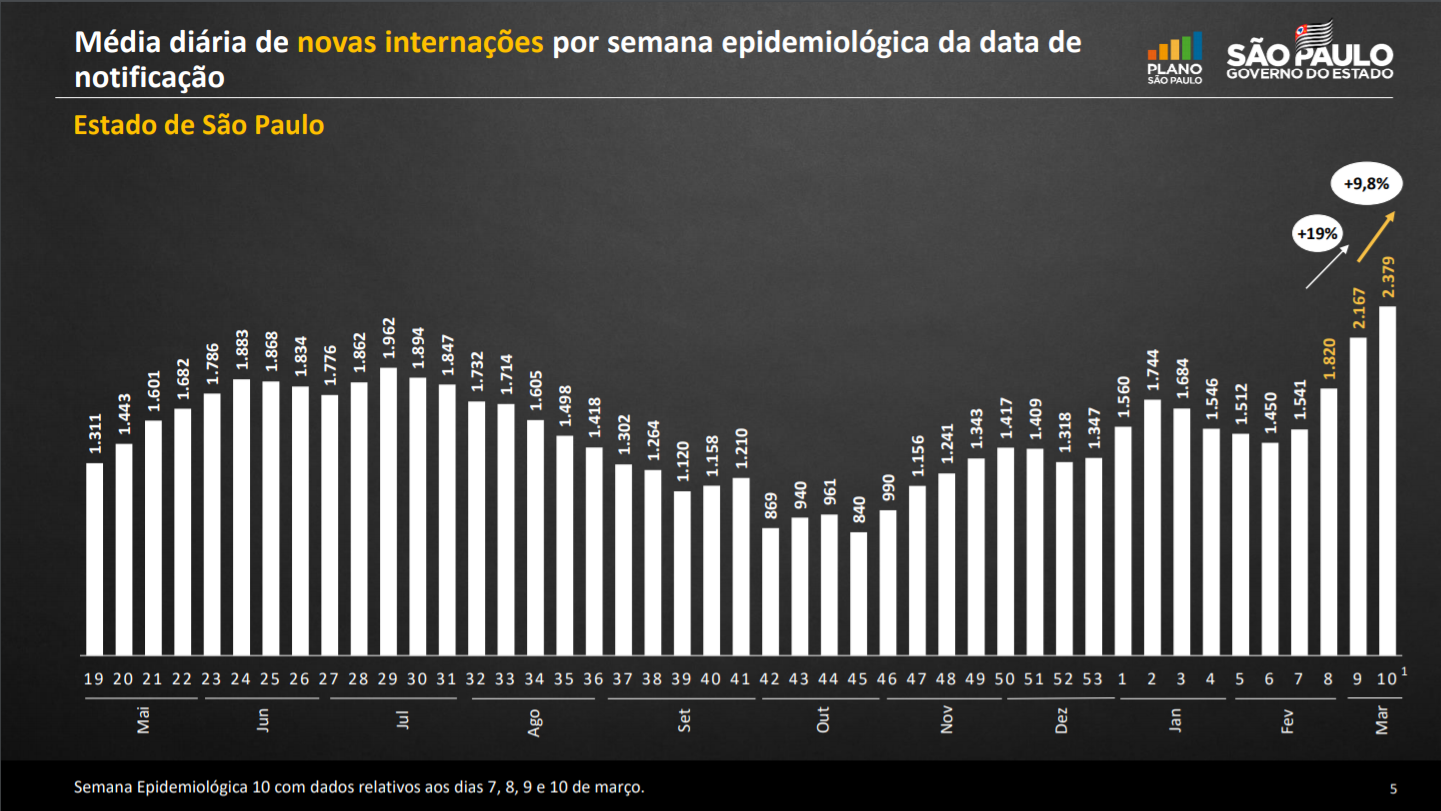 Média diária de novas internações por semana epidemiológica da data de
notificação
PLANO
SÃO PAULO
SÃO PAULO
GOVERNO DO ESTADO
Estado de São Paulo
+9,8%
+19%
1.311 1.443 1.601 1.682 1.786 1.883 1.868 1.834 1.776 1.862 1.962 1.894 1.847 1.732 1.714 1.605 1.498 1.418 1.302 1.264 1.120 1.158 1.210 869 940 961 840 990 1.156 1.241 1.343 1.417 1.409 1.318 1.347 1.560 1.744 1.684 1.546 1.512 1.450 1.541 1.820 2.167 2.379
19 20 21 22 23 24 25 26 27 28 29 30 31 32 33 34 35 36 37 38 39 40 41 42 43 44 45 46 47 48 49 50 51 52 53 1 2 3 4 5 6 7 8 9 10 1
Mai Jun Jul Ago Set Out Nov Dez Jan Fev Mar
Semana Epidemiológica 10 com dados relativos aos dias 7, 8, 9 e 10 de março.
5